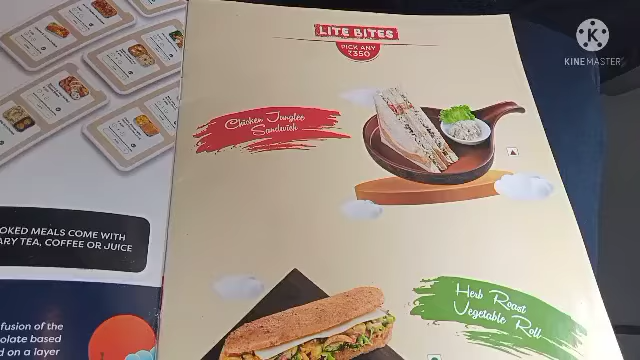 LITE BITES
PICK ANY
₹350
KINEMASTER
Chicken Junglee
Sandwich
OKED MEALS COME WITH
ARY TEA, COFFEE OR JUICE
Herb Roast
Vegetable Roll
fusion of the
olate based
d on a layer